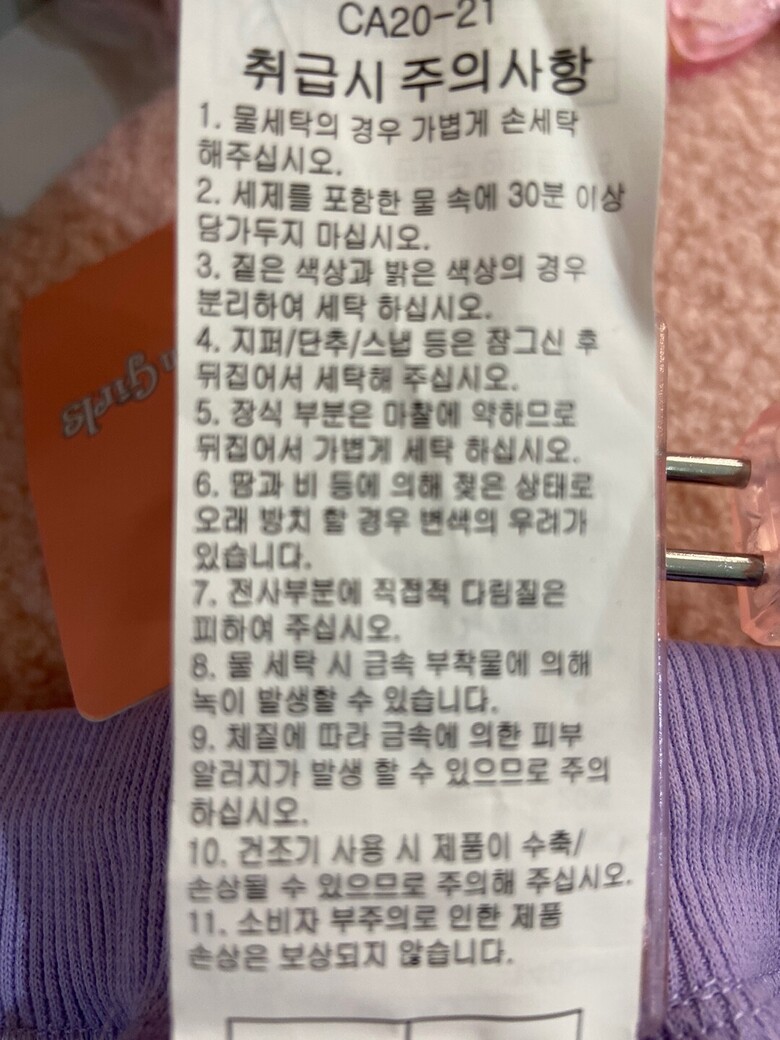 CA20-21
취급시 주의사항
1. 물세탁의 경우 가볍게 손세탁
해주십시오.
2. 세제를 포함한 물 속에 30분 이상
담가두지 마십시오.
3. 짙은 색상과 밝은 색상의 경우
분리하여 세탁 하십시오.
4. 지퍼/단추/스냅 등은 잠그신 후
뒤집어서 세탁해 주십시오.
5. 장식 부분은 마찰에 약하므로
뒤집어서 가볍게 세탁 하십시오.
6. 땀과 비 등에 의해 젖은 상태로
오래 방치 할 경우 변색의 우려가
있습니다.
7. 전사부분에 직접적 다림질은
피하여 주십시오.
8. 물 세탁 시 금속 부착물에 의해
녹이 발생할 수 있습니다.
9. 체질에 따라 금속에 의한 피부
알러지가 발생 할 수 있으므로 주의
하십시오.
10. 건조기 사용 시 제품이 수축/
손상될 수 있으므로 주의해 주십시오.
11. 소비자 부주의로 인한 제품
손상은 보상되지 않습니다.
Girls